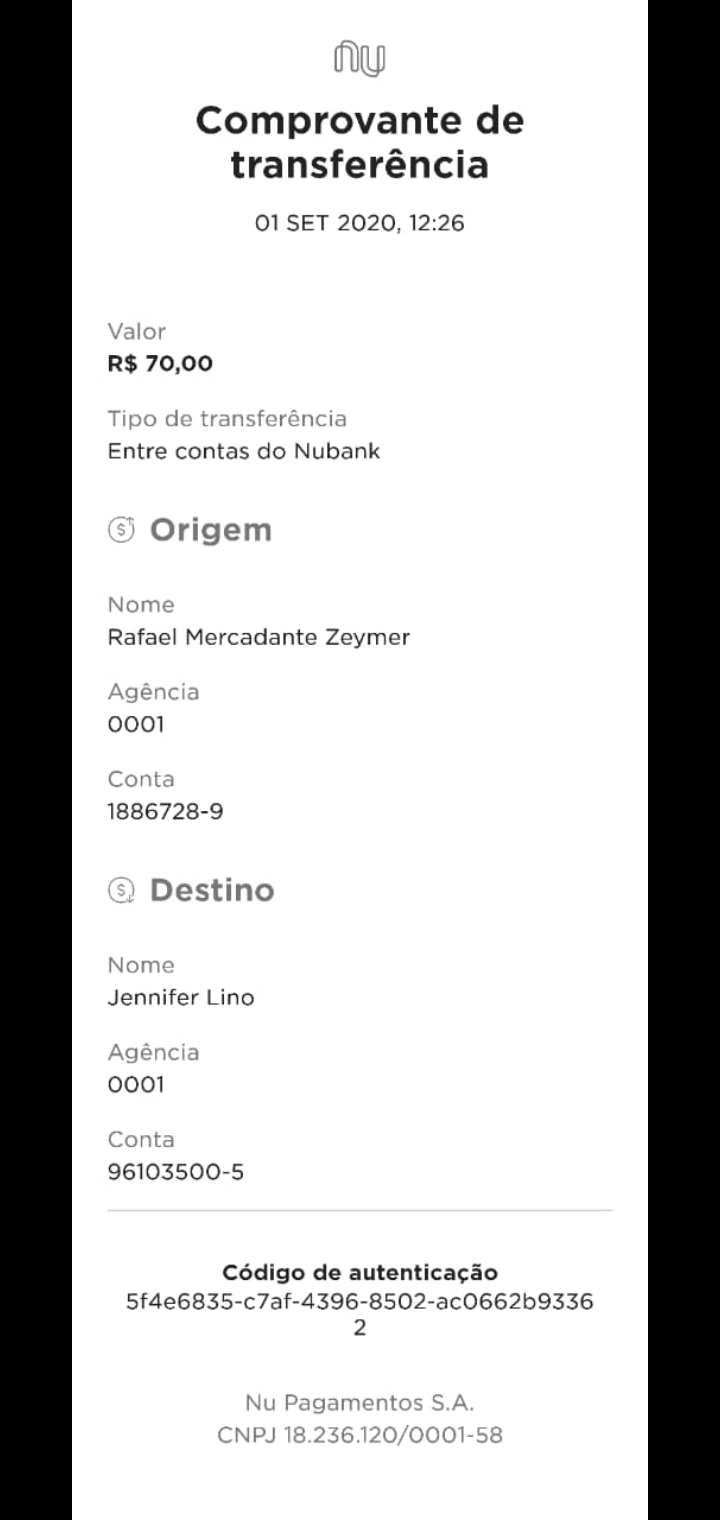 nu
Comprovante de
transferência
01 SET 2020, 12:26
Valor
R$ 70,00
Tipo de transferência
Entre contas do Nubank
Origem
Nome
Rafael Mercadante Zeymer
Agência
0001
Conta
1886728-9
Destino
Nome
Jennifer Lino
Agência
0001
Conta
96103500-5
Código de autenticação
5f4e6835-c7af-4396-8502-ac0662b9336
2
Nu Pagamentos S.A.
CNPJ 18.236.120/0001-58